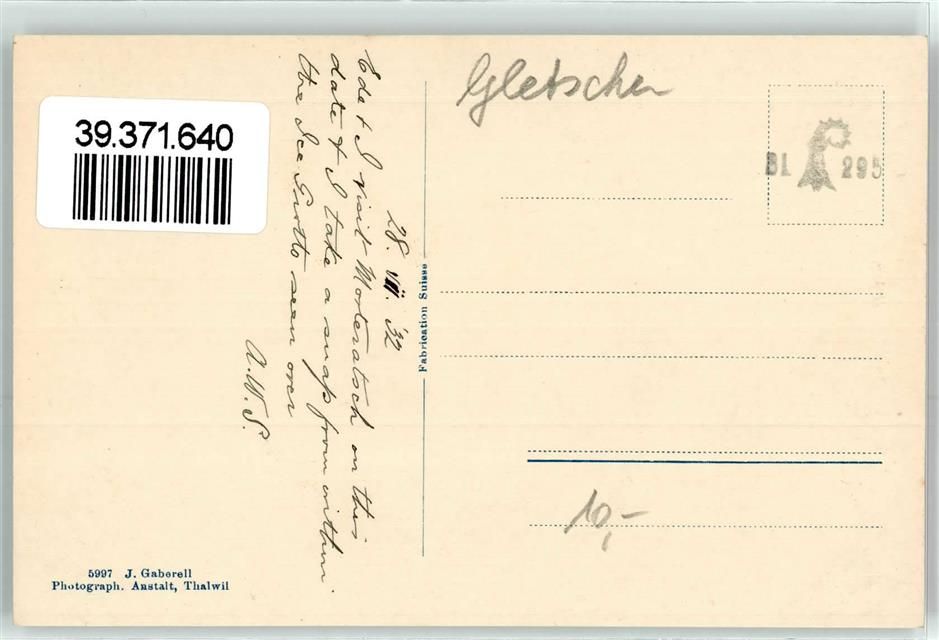 Gletscher
39.371.640
BL 295
28. VII. '32
Ede & I visit Morteratsch on this
date & I take a snap from within
the Ice Grotto seen over
A.W.S.
Fabrication Suisse
10,-
5997 J. Gaberell
Photograph. Anstalt, Thalwil